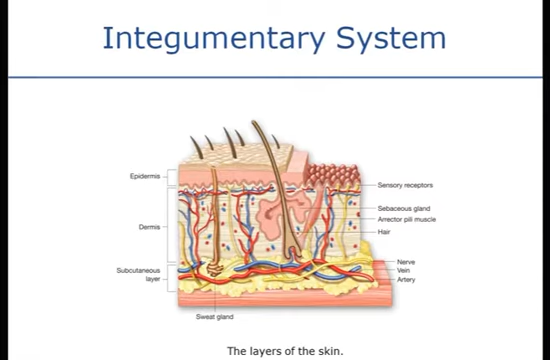 Integumentary System
Epidermis
Dermis
Subcutaneous
layer
Sweat gland
Sensory receptors
Sebaceous gland
Arrector pili muscle
Hair
Nerve
Vein
Artery
The layers of the skin.